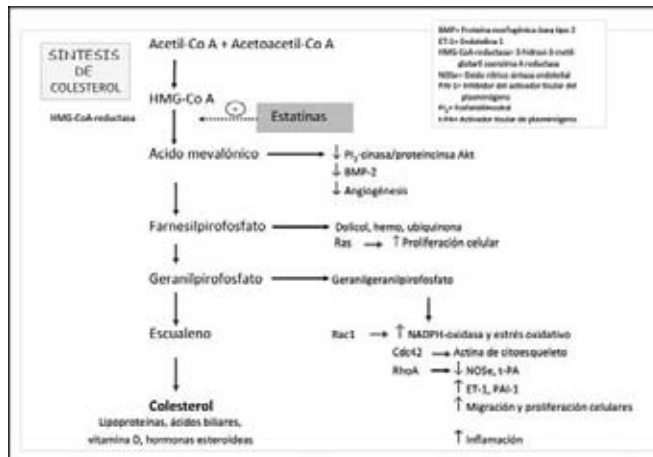 SINTESIS
DE
COLESTEROL
Acetil-Co A + Acetoacetil-Co A
BMP= Proteína morfogénica ósea tipo 2
ET-1= Endotelina 1
HMG-CoA-reductasa= 3-hidroxi-3-metil-
glutaril coenzima A reductasa
NOSe= Óxido nítrico sintasa endotelial
PAI-1= Inhibidor del activador tisular del
plasminógeno
PI₃= Fosfatidilinositol
t-PA= Activador tisular de plasminógeno
HMG-Co A
HMG-CoA-reductasa
Estatinas
Acido mevalónico
↓ PI₃-cinasa/proteincinsa Akt
↓ BMP-2
↓ Angiogénesis
Farnesilpirofosfato
Dolicol, hemo, ubiquinona
Ras → ↑ Proliferación celular
Geranilpirofosfato
Geranilgeranilpirofosfato
Escualeno
Rac1 → ↑ NADPH-oxidasa y estrés oxidativo
Cdc42 → Actina de citoesqueleto
RhoA → ↓ NOSe, t-PA
↑ ET-1, PAI-1
↑ Migración y proliferación celulares
↑ Inflamación
Colesterol
Lipoproteínas, ácidos biliares,
vitamina D, hormonas esteroideas